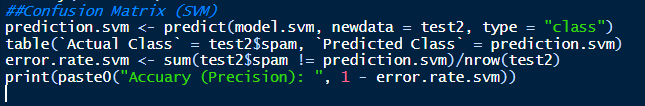 ##Confusion Matrix (SVM)
prediction.svm <- predict(model.svm, newdata = test2, type = "class")
table(`Actual Class` = test2$spam, `Predicted Class` = prediction.svm)
error.rate.svm <- sum(test2$spam != prediction.svm)/nrow(test2)
print(paste0("Accuary (Precision): ", 1 - error.rate.svm))